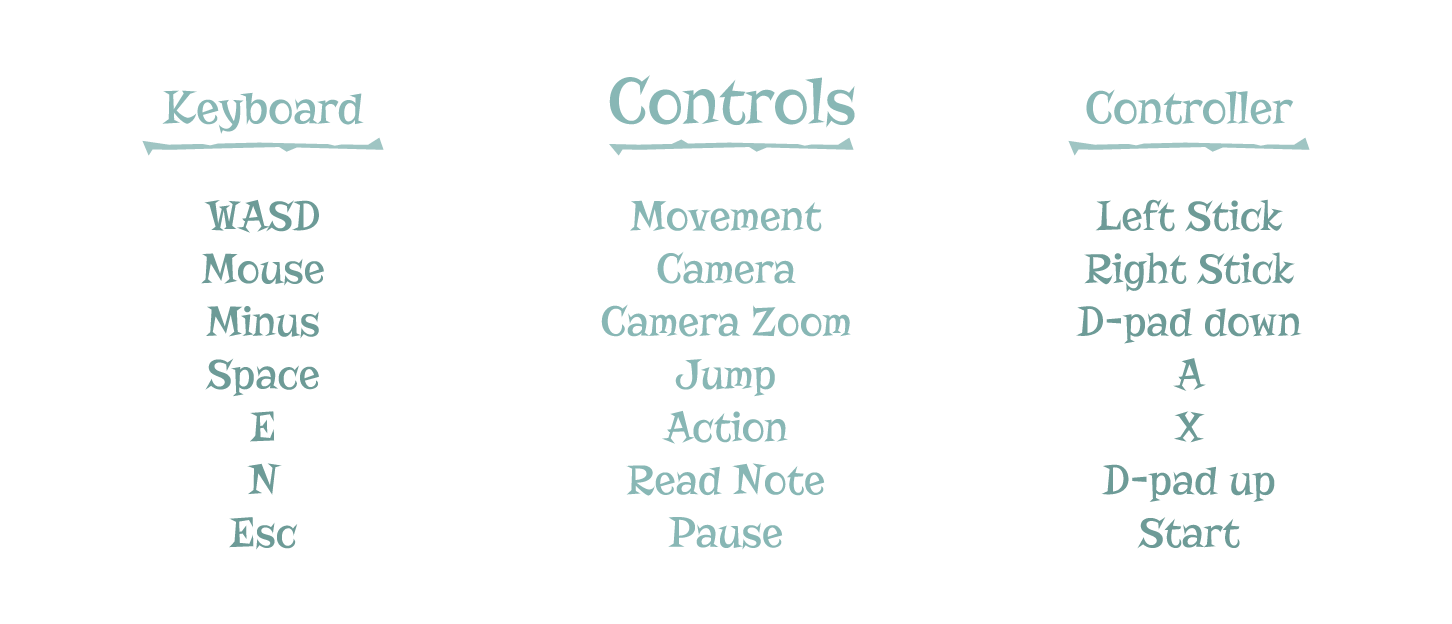 Keyboard Controls Controller
WASD Movement Left Stick
Mouse Camera Right Stick
Minus Camera Zoom D-pad down
Space Jump A
E Action X
N Read Note D-pad up
Esc Pause Start